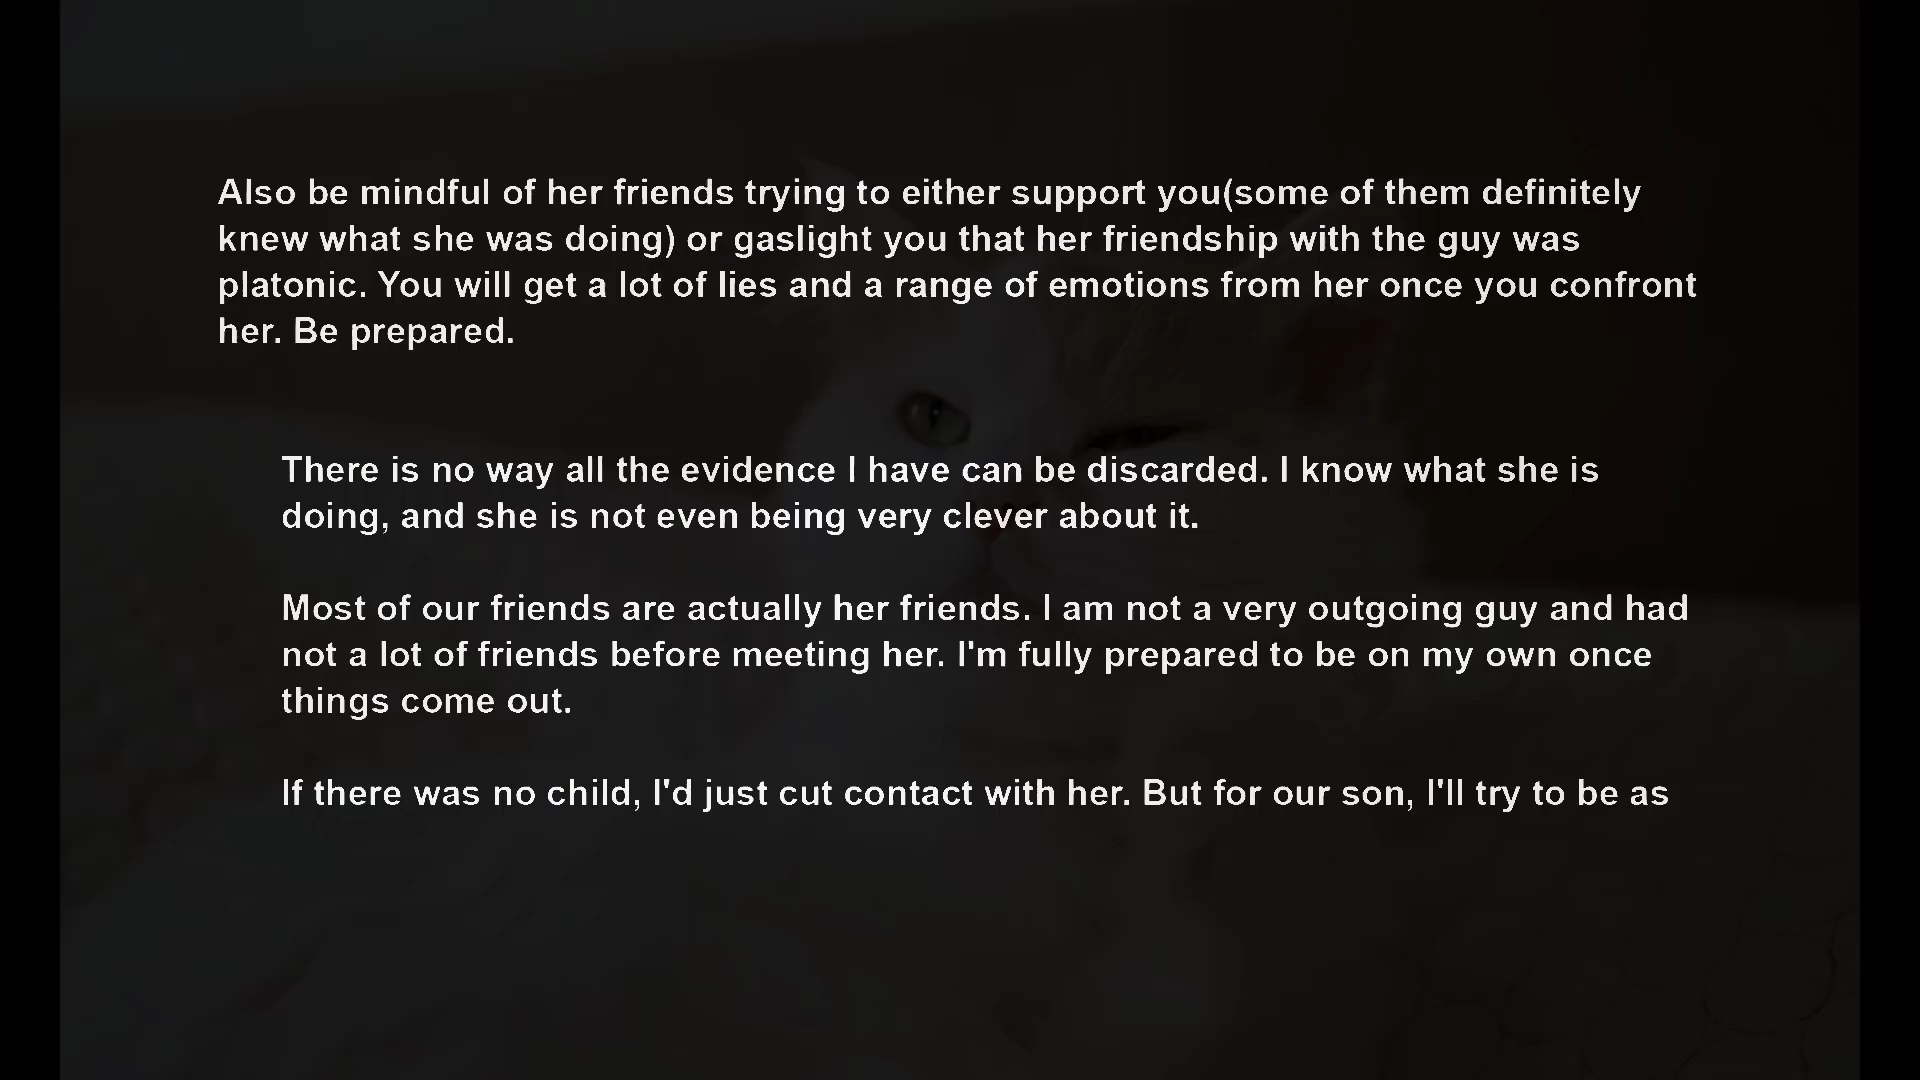 Also be mindful of her friends trying to either support you(some of them definitely
knew what she was doing) or gaslight you that her friendship with the guy was
platonic. You will get a lot of lies and a range of emotions from her once you confront
her. Be prepared.
There is no way all the evidence I have can be discarded. I know what she is
doing, and she is not even being very clever about it.
Most of our friends are actually her friends. I am not a very outgoing guy and had
not a lot of friends before meeting her. I'm fully prepared to be on my own once
things come out.
If there was no child, I'd just cut contact with her. But for our son, I'll try to be as